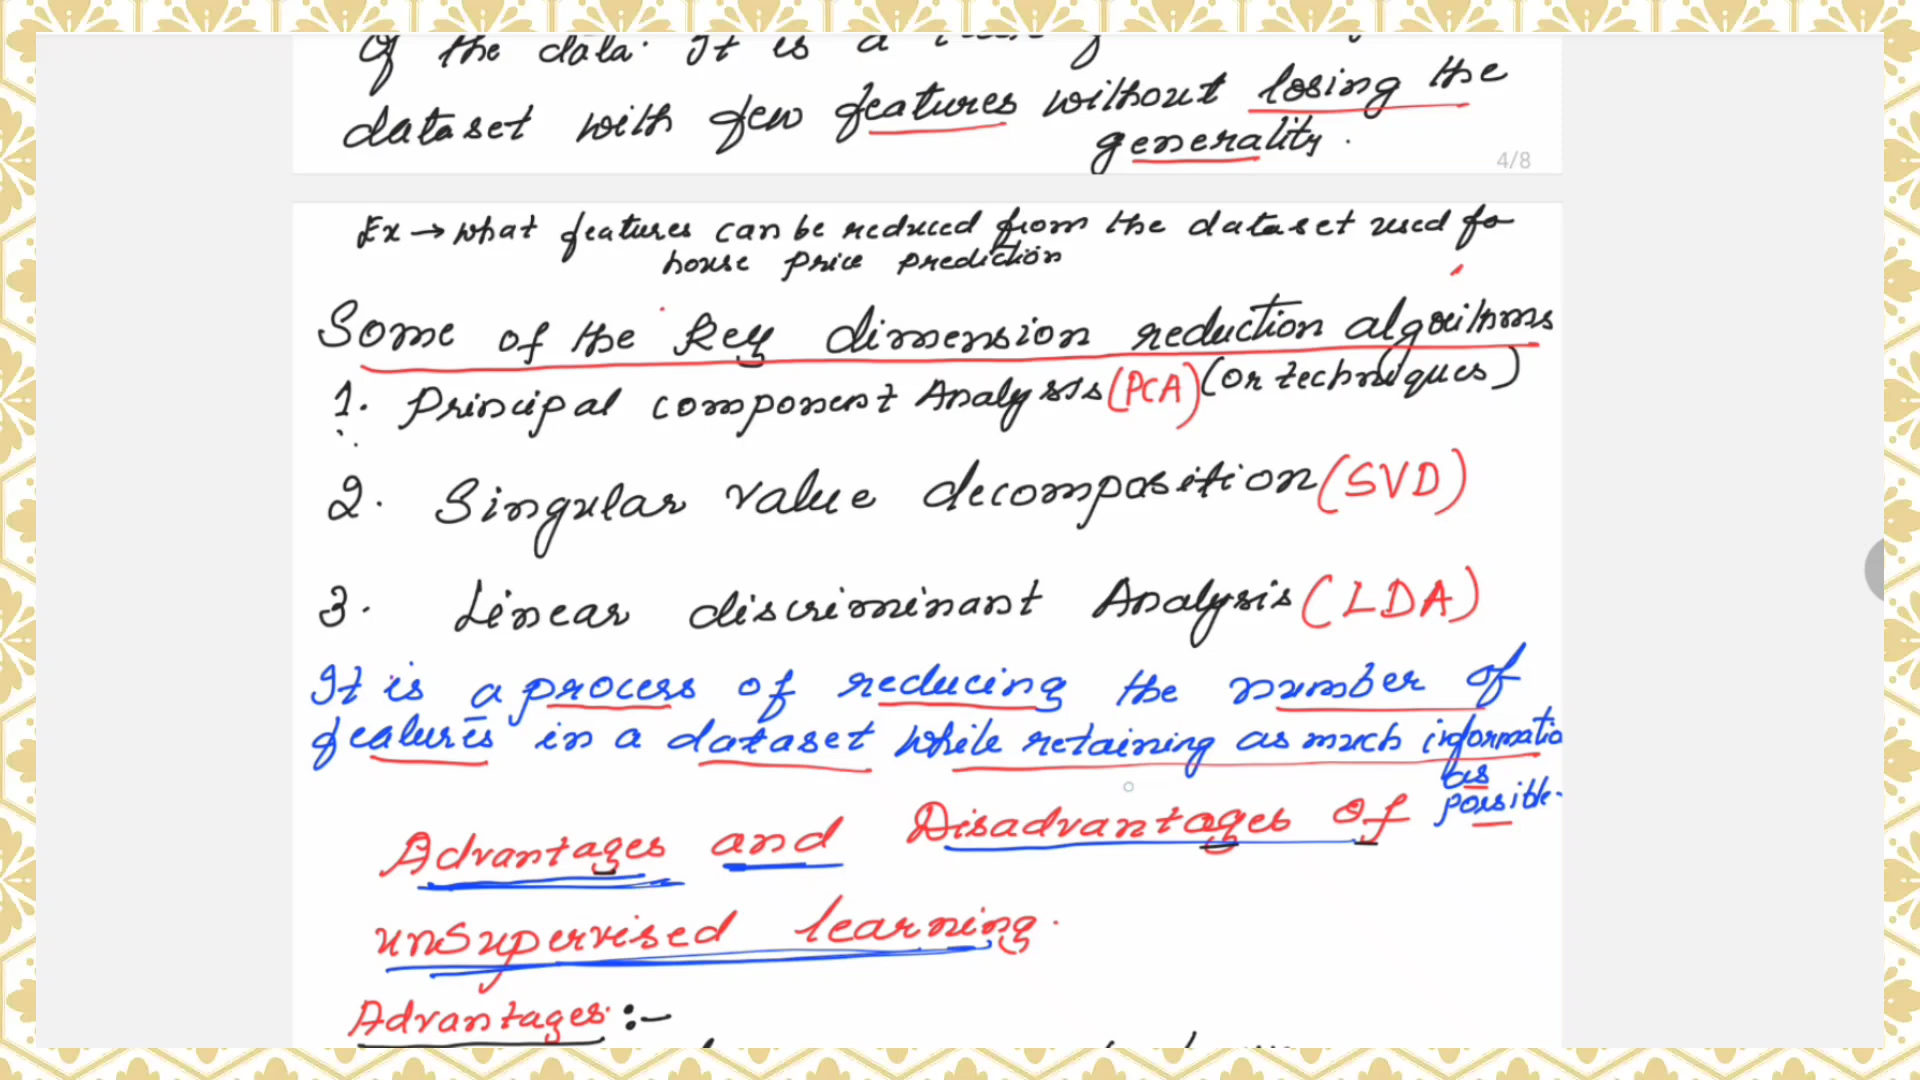 of the data. It is a
dataset with few features without losing the
generality.
4/8
Ex → what features can be reduced from the dataset used fo
house price prediction
Some of the key dimension reduction algorithms
1. Principal component Analysis (PCA) (or techniques)
2. Singular value decomposition (SVD)
3. Linear discriminant Analysis (LDA)
It is a process of reducing the number of
features in a dataset while retaining as much informatio
as
possible.
Advantages and Disadvantages of
unsupervised learning.
Advantages :-